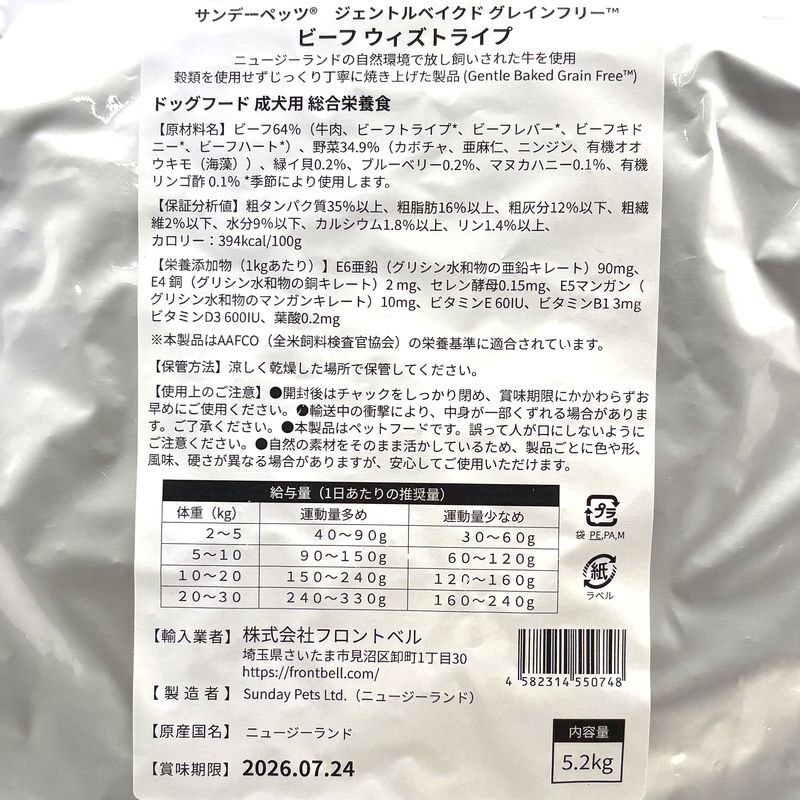 サンデーペッツ® ジェントルベイクド グレインフリー™
ビーフ ウィズトライプ
ニュージーランドの自然環境で放し飼いされた牛を使用
穀類を使用せずじっくり丁寧に焼き上げた製品 (Gentle Baked Grain Free™)
ドッグフード 成犬用 総合栄養食
【原材料名】ビーフ64%（牛肉、ビーフトライプ*、ビーフレバー*、ビーフキド
ニー*、ビーフハート*）、野菜34.9%（カボチャ、亜麻仁、ニンジン、有機オオ
ウキモ（海藻））、緑イ貝0.2%、ブルーベリー0.2%、マヌカハニー0.1%、有機
リンゴ酢 0.1% *季節により使用します。
【保証分析値】粗タンパク質35%以上、粗脂肪16%以上、粗灰分12%以下、粗繊
維2%以下、水分9%以下、カルシウム1.8%以上、リン1.4%以上、
カロリー：394kcal/100g
【栄養添加物（1kgあたり）】E6亜鉛（グリシン水和物の亜鉛キレート）90mg、
E4 銅（グリシン水和物の銅キレート）2 mg、セレン酵母0.15mg、E5マンガン（
グリシン水和物のマンガンキレート）10mg、ビタミンE 60IU、ビタミンB1 3mg
ビタミンD3 600IU、葉酸0.2mg
※本製品はAAFCO（全米飼料検査官協会）の栄養基準に適合されています。
【保管方法】涼しく乾燥した場所で保管してください。
【使用上のご注意】●開封後はチャックをしっかり閉め、賞味期限にかかわらずお
早めにご使用ください。●輸送中の衝撃により、中身が一部くずれる場合がありま
す。ご了承ください。●本製品はペットフードです。誤って人が口にしないように
ご注意ください。●自然の素材をそのまま活かしているため、製品ごとに色や形、
風味、硬さが異なる場合がありますが、安心してご使用いただけます。
給与量（1日あたりの推奨量）
体重（kg) 運動量多め 運動量少なめ
2～5 40～90g 30～60g
5～10 90～150g 60～120g
10～20 150～240g 120～160g
20～30 240～330g 160～240g
プラ
袋 PE,PA,M
紙
ラベル
【輸入業者】 株式会社フロントベル
埼玉県さいたま市見沼区卸町1丁目30
https://frontbell.com/
【製造者】 Sunday Pets Ltd.（ニュージーランド）
4 582314 550748
【原産国名】 ニュージーランド
【賞味期限】 2026.07.24
内容量
5.2kg